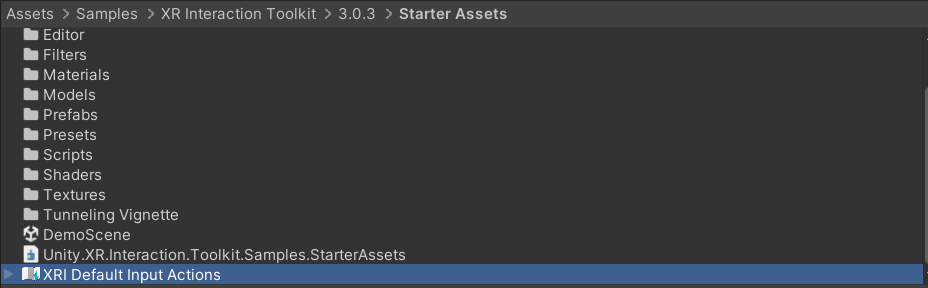 Assets > Samples > XR Interaction Toolkit > 3.0.3 > Starter Assets
Editor
Filters
Materials
Models
Prefabs
Presets
Scripts
Shaders
Textures
Tunneling Vignette
DemoScene
Unity.XR.Interaction.Toolkit.Samples.StarterAssets
XRI Default Input Actions